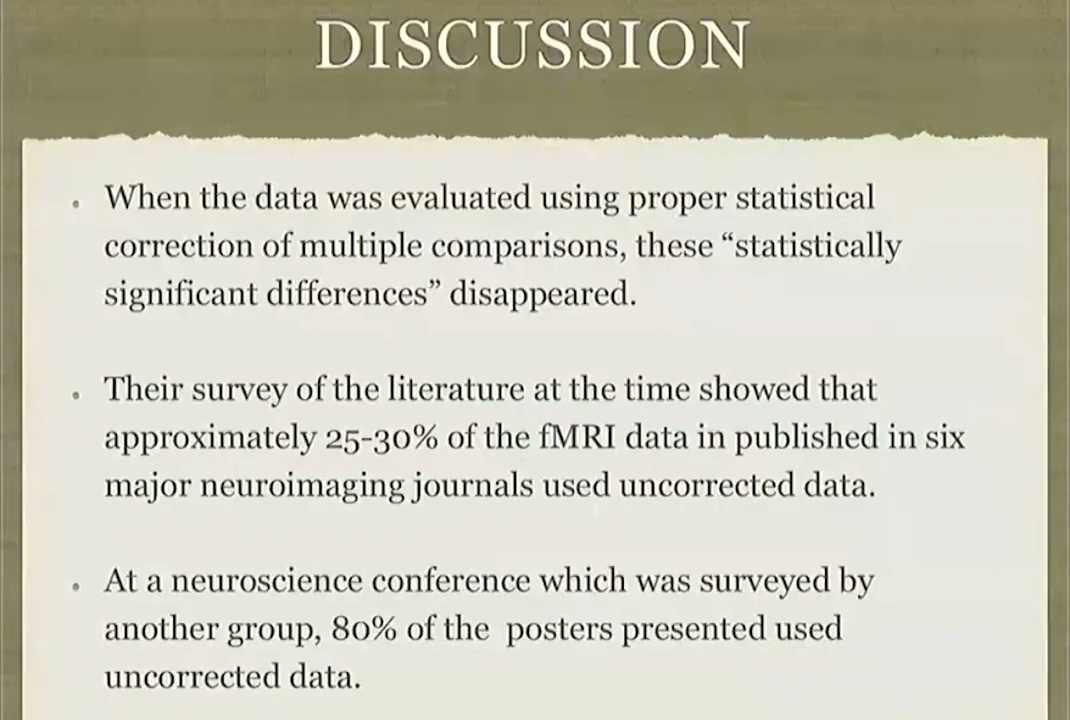 DISCUSSION
• When the data was evaluated using proper statistical
correction of multiple comparisons, these “statistically
significant differences” disappeared.
• Their survey of the literature at the time showed that
approximately 25-30% of the fMRI data in published in six
major neuroimaging journals used uncorrected data.
• At a neuroscience conference which was surveyed by
another group, 80% of the posters presented used
uncorrected data.